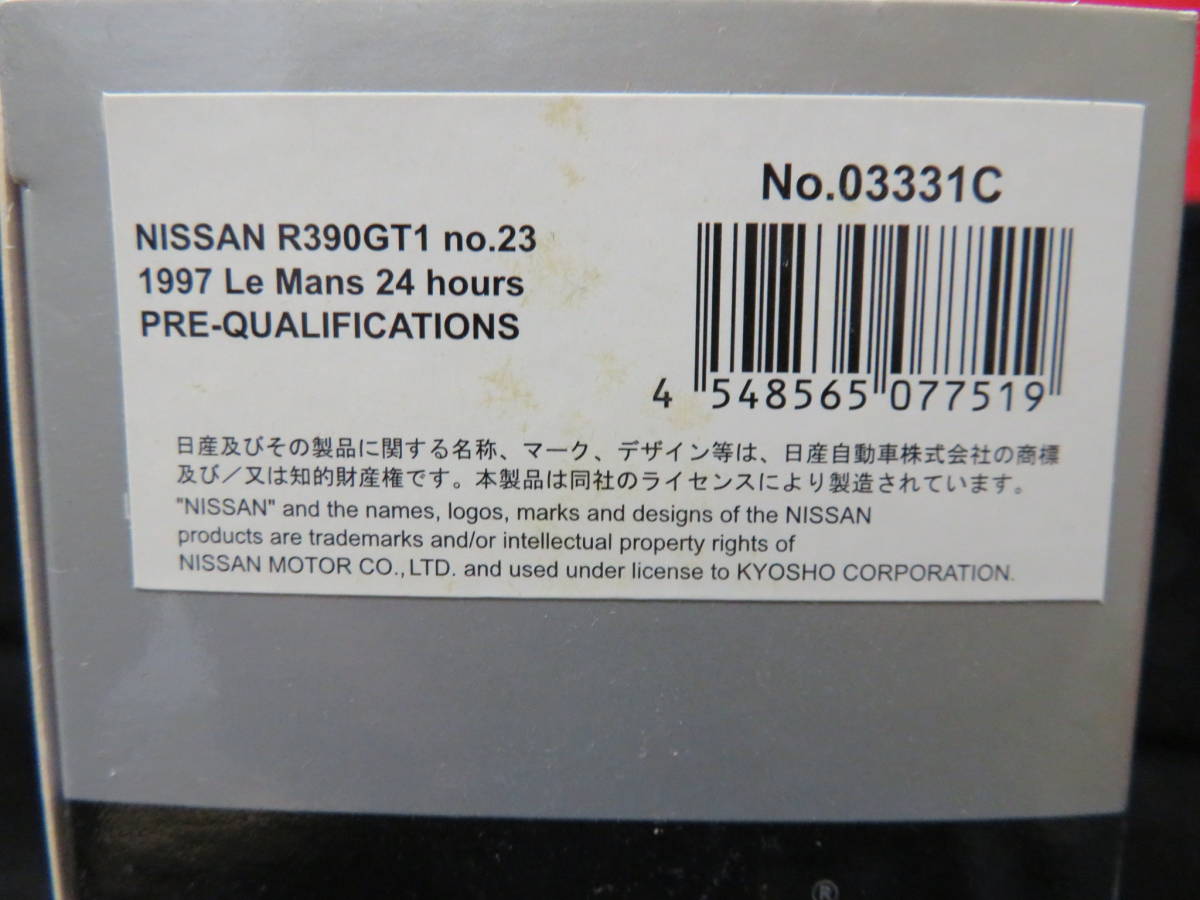 No.03331C
NISSAN R390GT1 no.23
1997 Le Mans 24 hours
PRE-QUALIFICATIONS
4 548565 077519
日産及びその製品に関する名称、マーク、デザイン等は、日産自動車株式会社の商標
及び/又は知的財産権です。本製品は同社のライセンスにより製造されています。
"NISSAN" and the names, logos, marks and designs of the NISSAN
products are trademarks and/or intellectual property rights of
NISSAN MOTOR CO.,LTD. and used under license to KYOSHO CORPORATION.
®